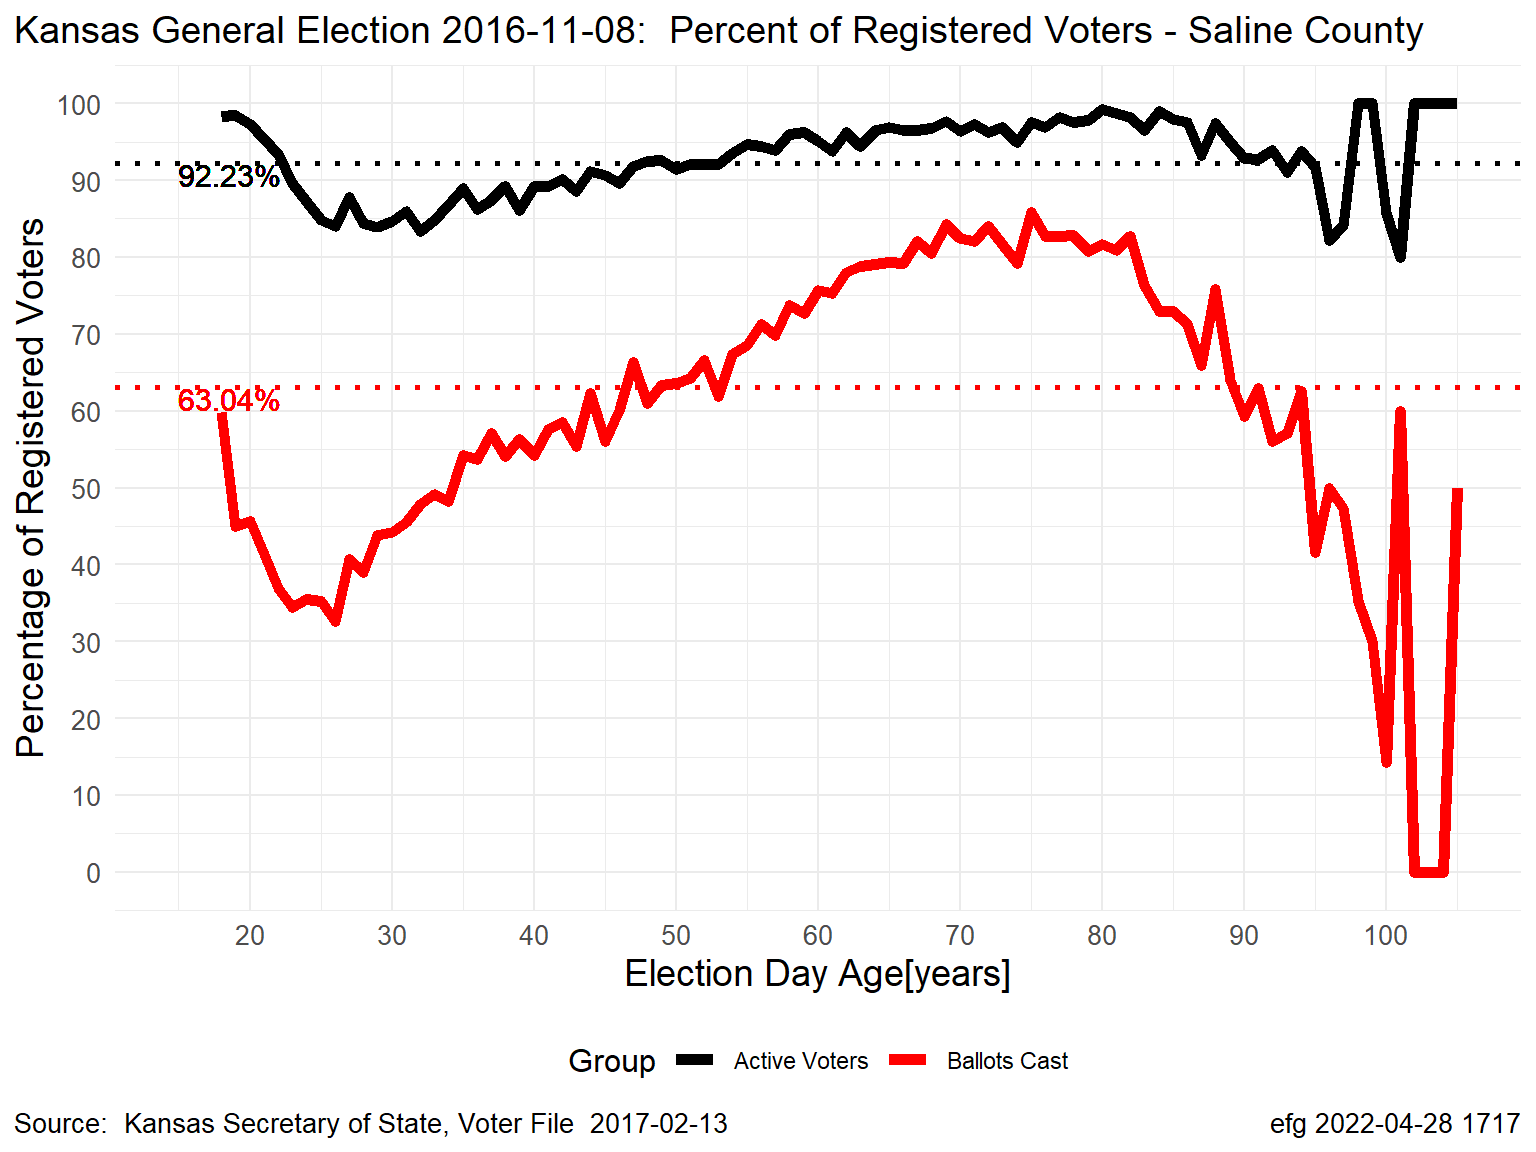 Kansas General Election 2016-11-08:  Percent of Registered Voters - Saline County
Percentage of Registered Voters
100
90
80
70
60
50
40
30
20
10
0
92.23%
63.04%
20 30 40 50 60 70 80 90 100
Election Day Age[years]
Group Active Voters Ballots Cast
Source:  Kansas Secretary of State, Voter File  2017-02-13
efg 2022-04-28 1717